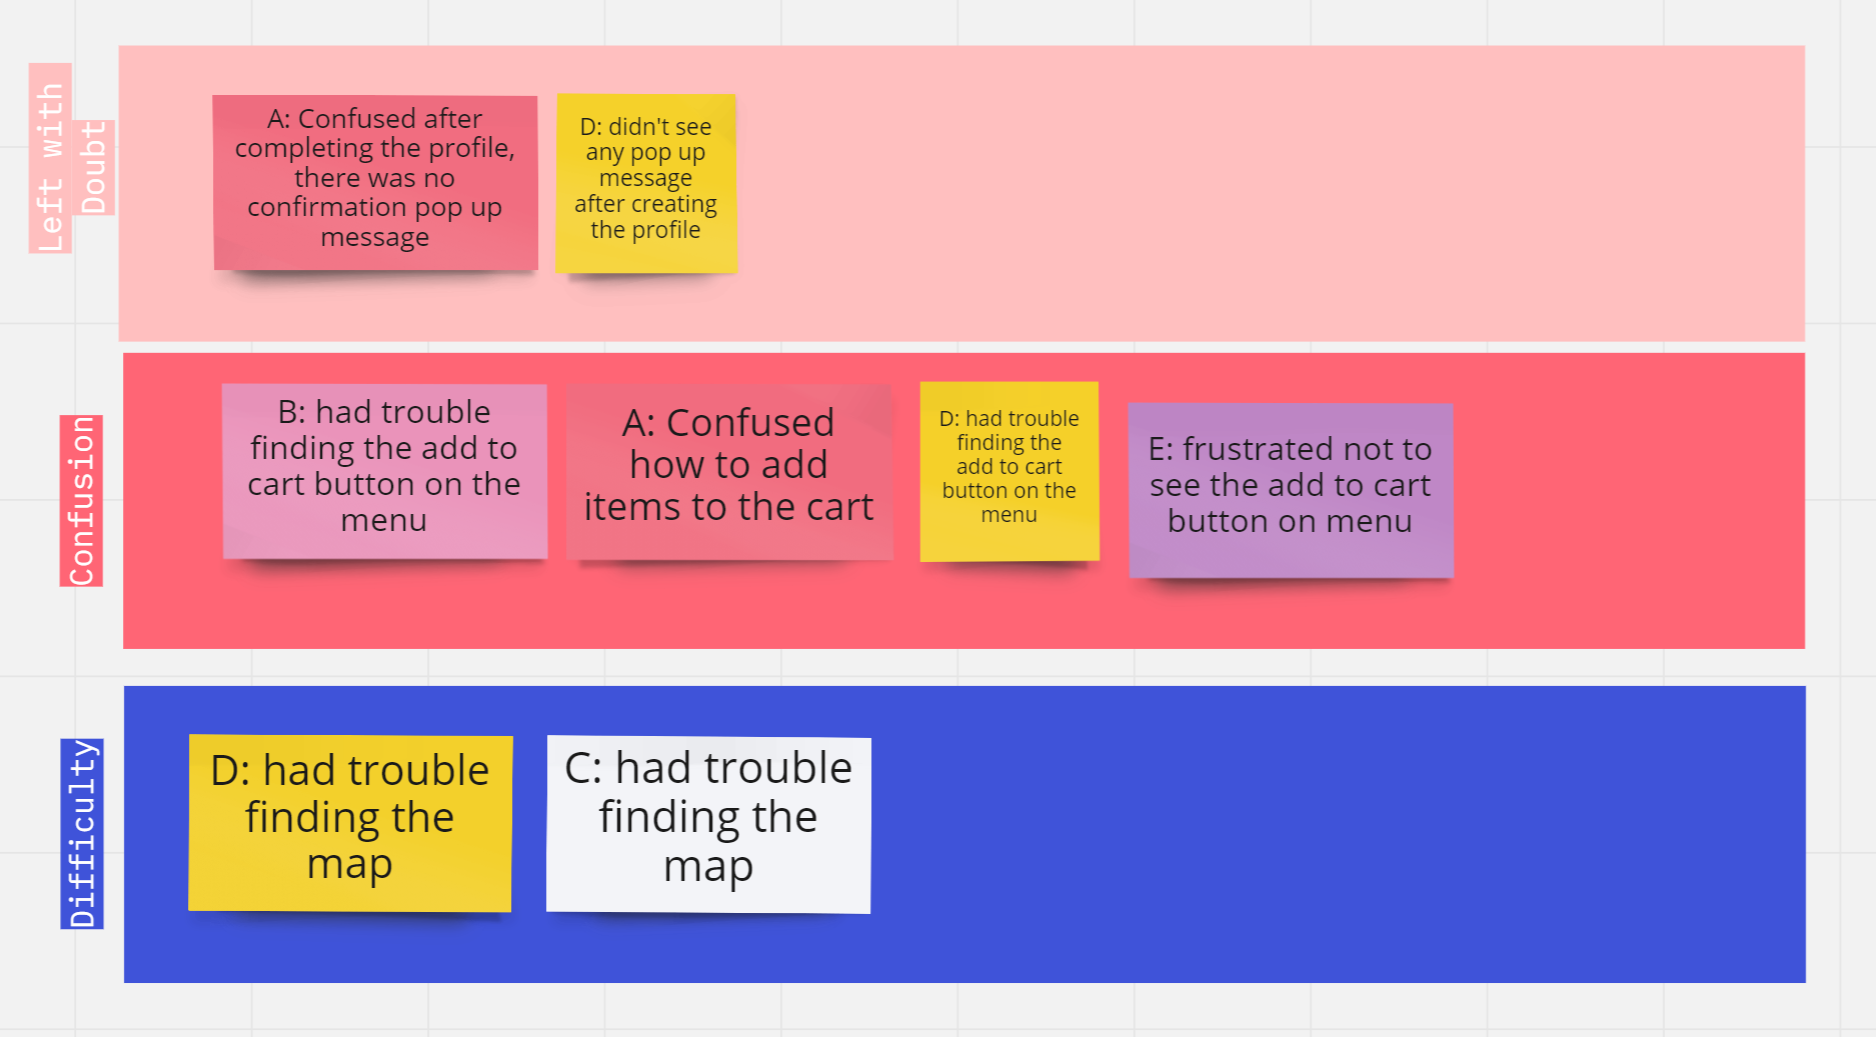 Left with
Doubt
A: Confused after
completing the profile,
there was no
confirmation pop up
message
D: didn't see
any pop up
message
after creating
the profile
Confusion
B: had trouble
finding the add to
cart button on the
menu
A: Confused
how to add
items to the cart
D: had trouble
finding the
add to cart
button on the
menu
E: frustrated not to
see the add to cart
button on menu
Difficulty
D: had trouble
finding the
map
C: had trouble
finding the
map